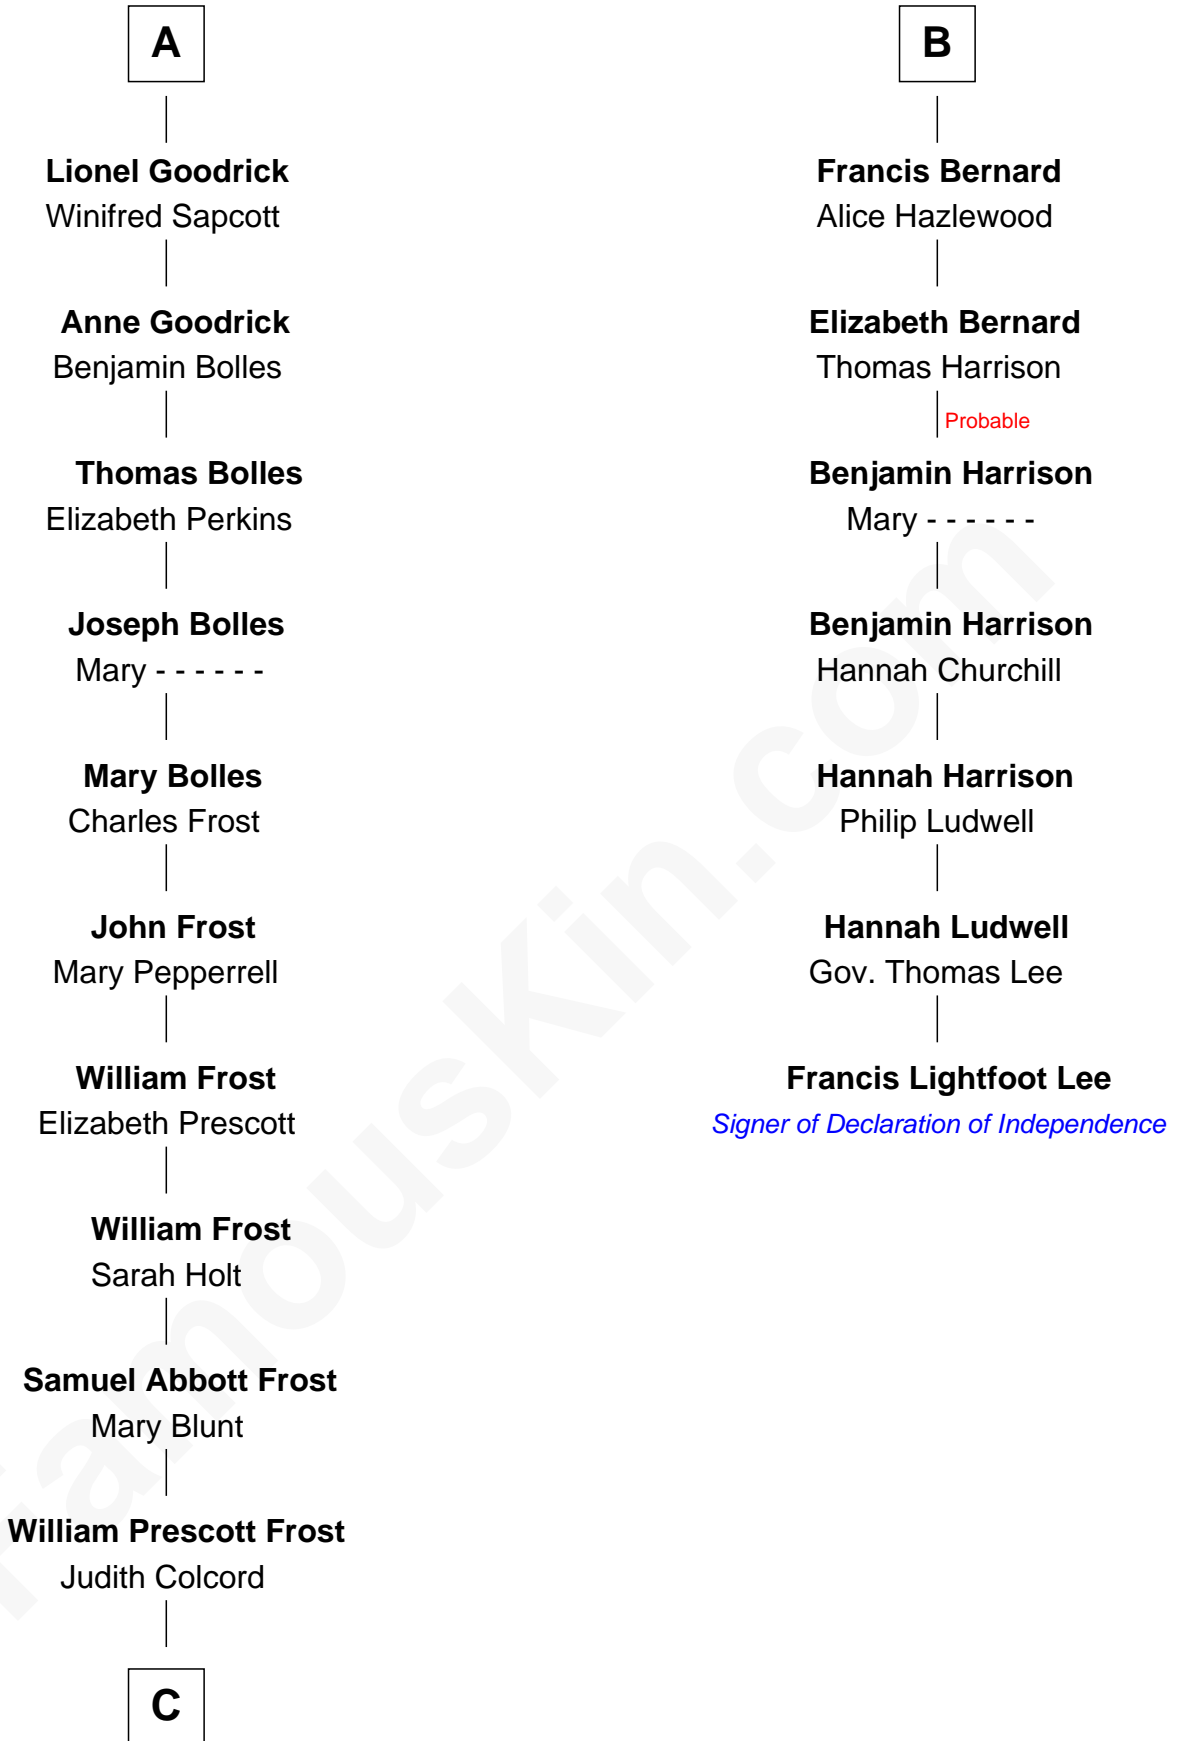 A
Lionel Goodrick
Winifred Sapcott
Anne Goodrick
Benjamin Bolles
Thomas Bolles
Elizabeth Perkins
Joseph Bolles
Mary - - - - - -
Mary Bolles
Charles Frost
John Frost
Mary Pepperrell
William Frost
Elizabeth Prescott
William Frost
Sarah Holt
Samuel Abbott Frost
Mary Blunt
William Prescott Frost
Judith Colcord
C
B
Francis Bernard
Alice Hazlewood
Elizabeth Bernard
Thomas Harrison
Probable
Benjamin Harrison
Mary - - - - - -
Benjamin Harrison
Hannah Churchill
Hannah Harrison
Philip Ludwell
Hannah Ludwell
Gov. Thomas Lee
Francis Lightfoot Lee
Signer of Declaration of Independence
FamousKin.com